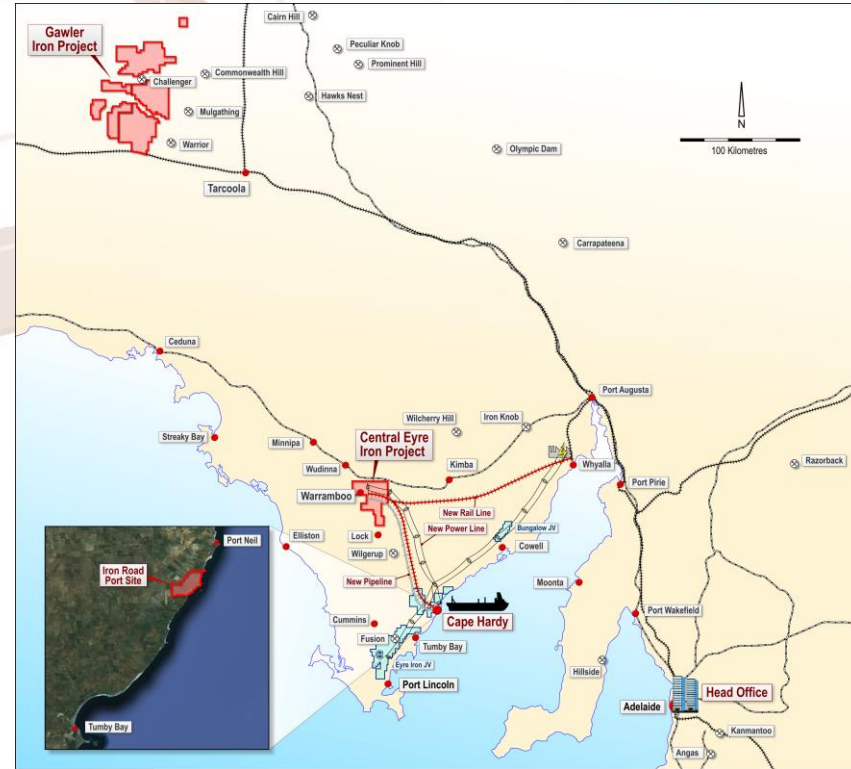 Cairn Hill
Gawler
Iron Project
Peculiar Knob
Prominent Hill
Commonwealth Hill
Challenger
Hawks Nest
N
Mulgathing
100 Kilometres
Warrior
Olympic Dam
Tarcoola
Carrapateena
Ceduna
Port Augusta
Wilcherry Hill
Iron Knob
Streaky Bay
Minnipa
Central Eyre
Iron Project
Wudinna
Kimba
Whyalla
Razorback
Port Pirie
Warramboo
New Rail Line
New Power Line
Bungalow JV
Lock
Elliston
Port Neil
Cowell
Wilgerup
Iron Road
Port Site
New Pipeline
Moonta
Cape Hardy
Port Wakefield
Cummins
Fusion
Tumby Bay
Eyre Iron JV
Hillside
Port Lincoln
Head Office
Adelaide
Tumby Bay
Kanmantoo
Angas